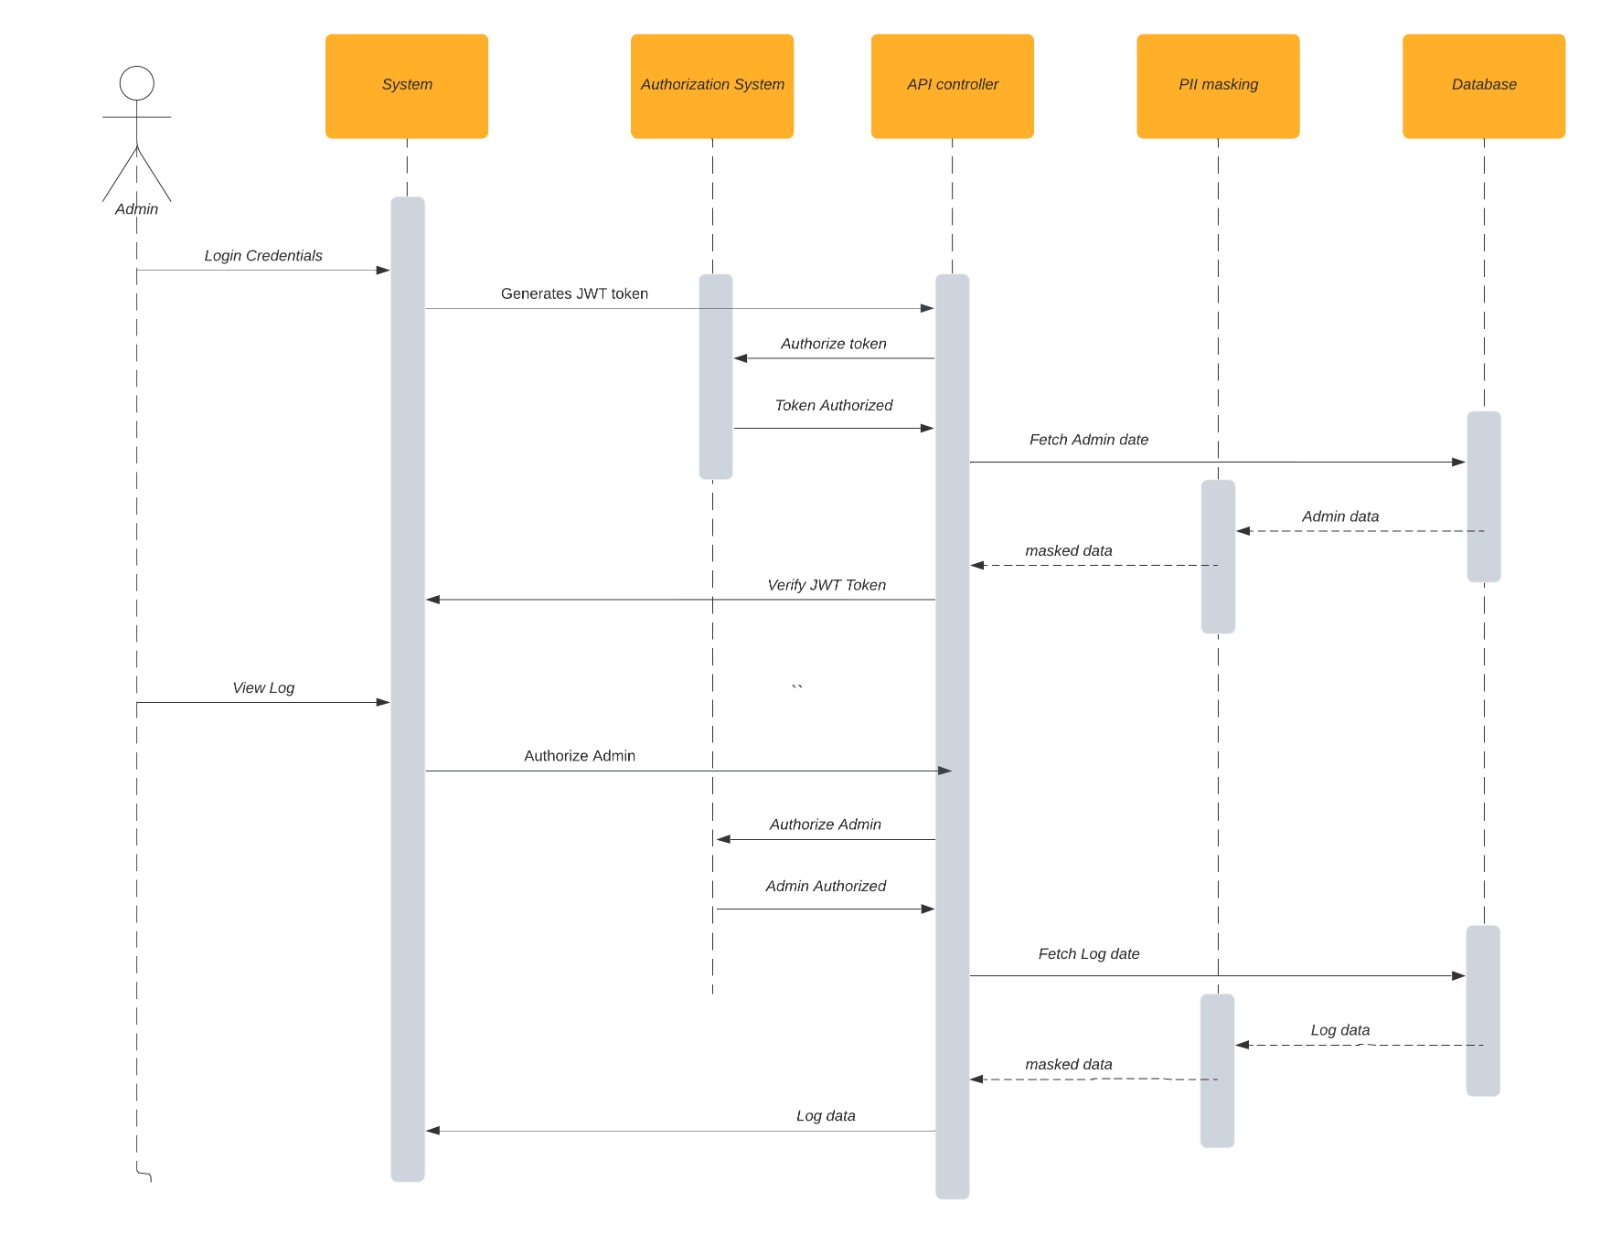 System
Authorization System
API controller
PII masking
Database
Admin
Login Credentials
Generates JWT token
Authorize token
Token Authorized
Fetch Admin date
Admin data
masked data
Verify JWT Token
View Log
``
Authorize Admin
Authorize Admin
Admin Authorized
Fetch Log date
Log data
masked data
Log data